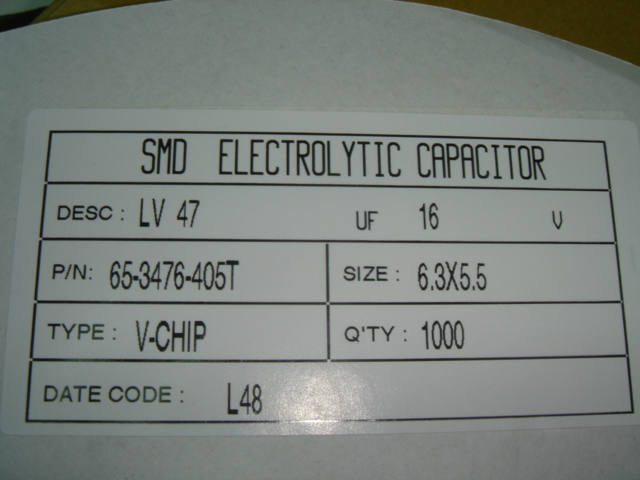 SMD ELECTROLYTIC CAPACITOR
DESC : LV 47 UF 16 V
P/N: 65-3476-405T SIZE : 6.3X5.5
TYPE : V-CHIP Q'TY : 1000
DATE CODE : L48